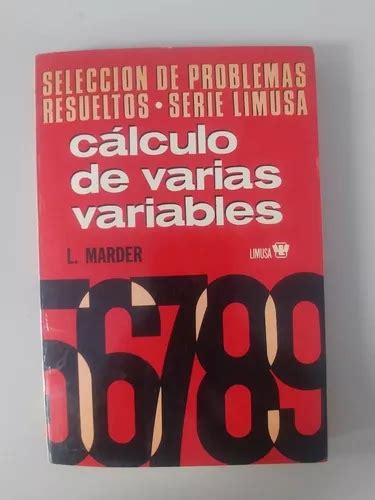 SELECCION DE PROBLEMAS
RESUELTOS • SERIE LIMUSA
cálculo
de varias
variables
L. MARDER
LIMUSA
56789